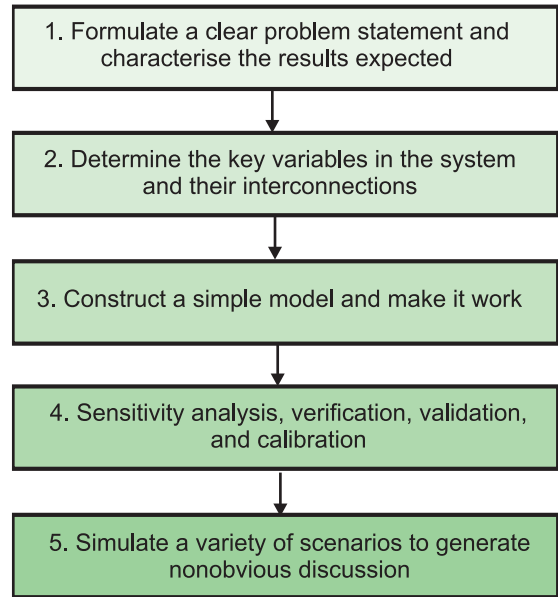 1. Formulate a clear problem statement and
characterise the results expected
2. Determine the key variables in the system
and their interconnections
3. Construct a simple model and make it work
4. Sensitivity analysis, verification, validation,
and calibration
5. Simulate a variety of scenarios to generate
nonobvious discussion